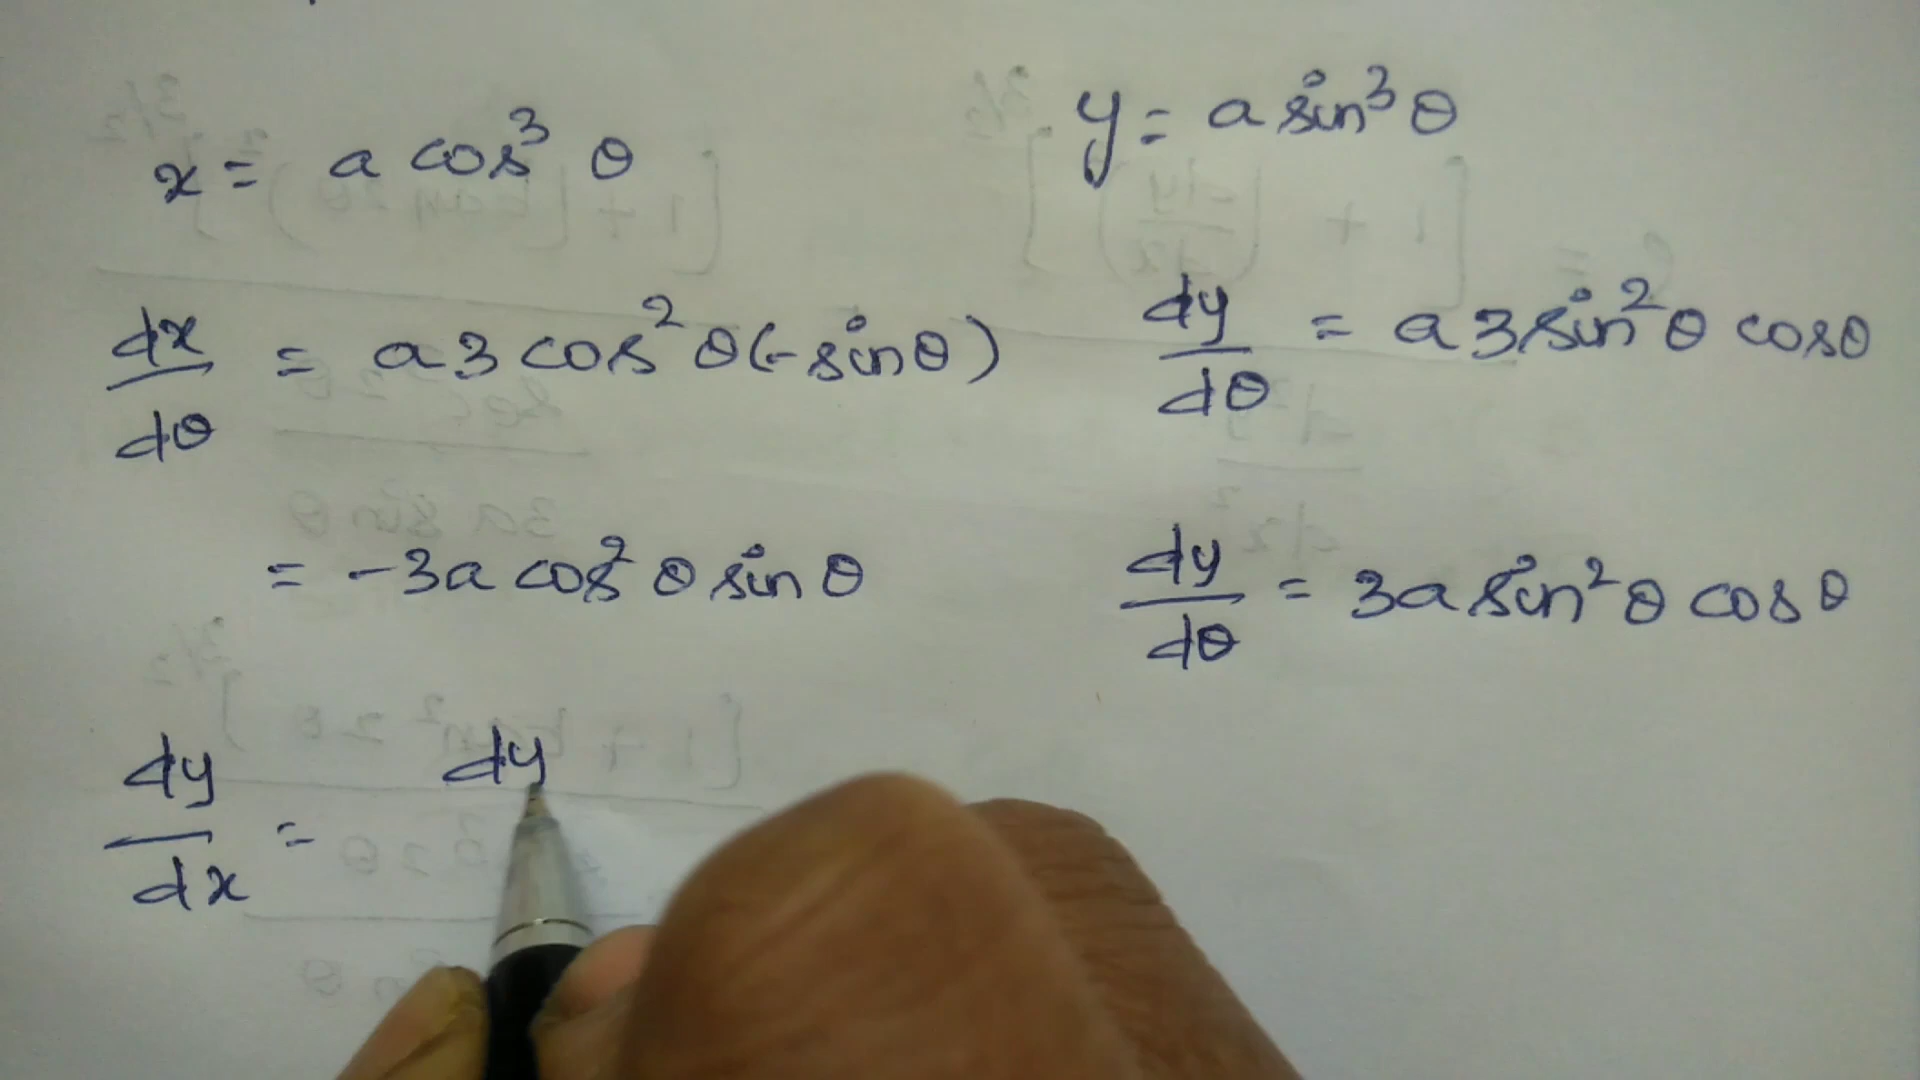 x = a cos³ θ
y = a sin³ θ
dx/dθ = a 3 cos² θ (- sin θ)
dy/dθ = a 3 sin² θ cos θ
= -3a cos² θ sin θ
dy/dθ = 3a sin² θ cos θ
dy/dx = dy